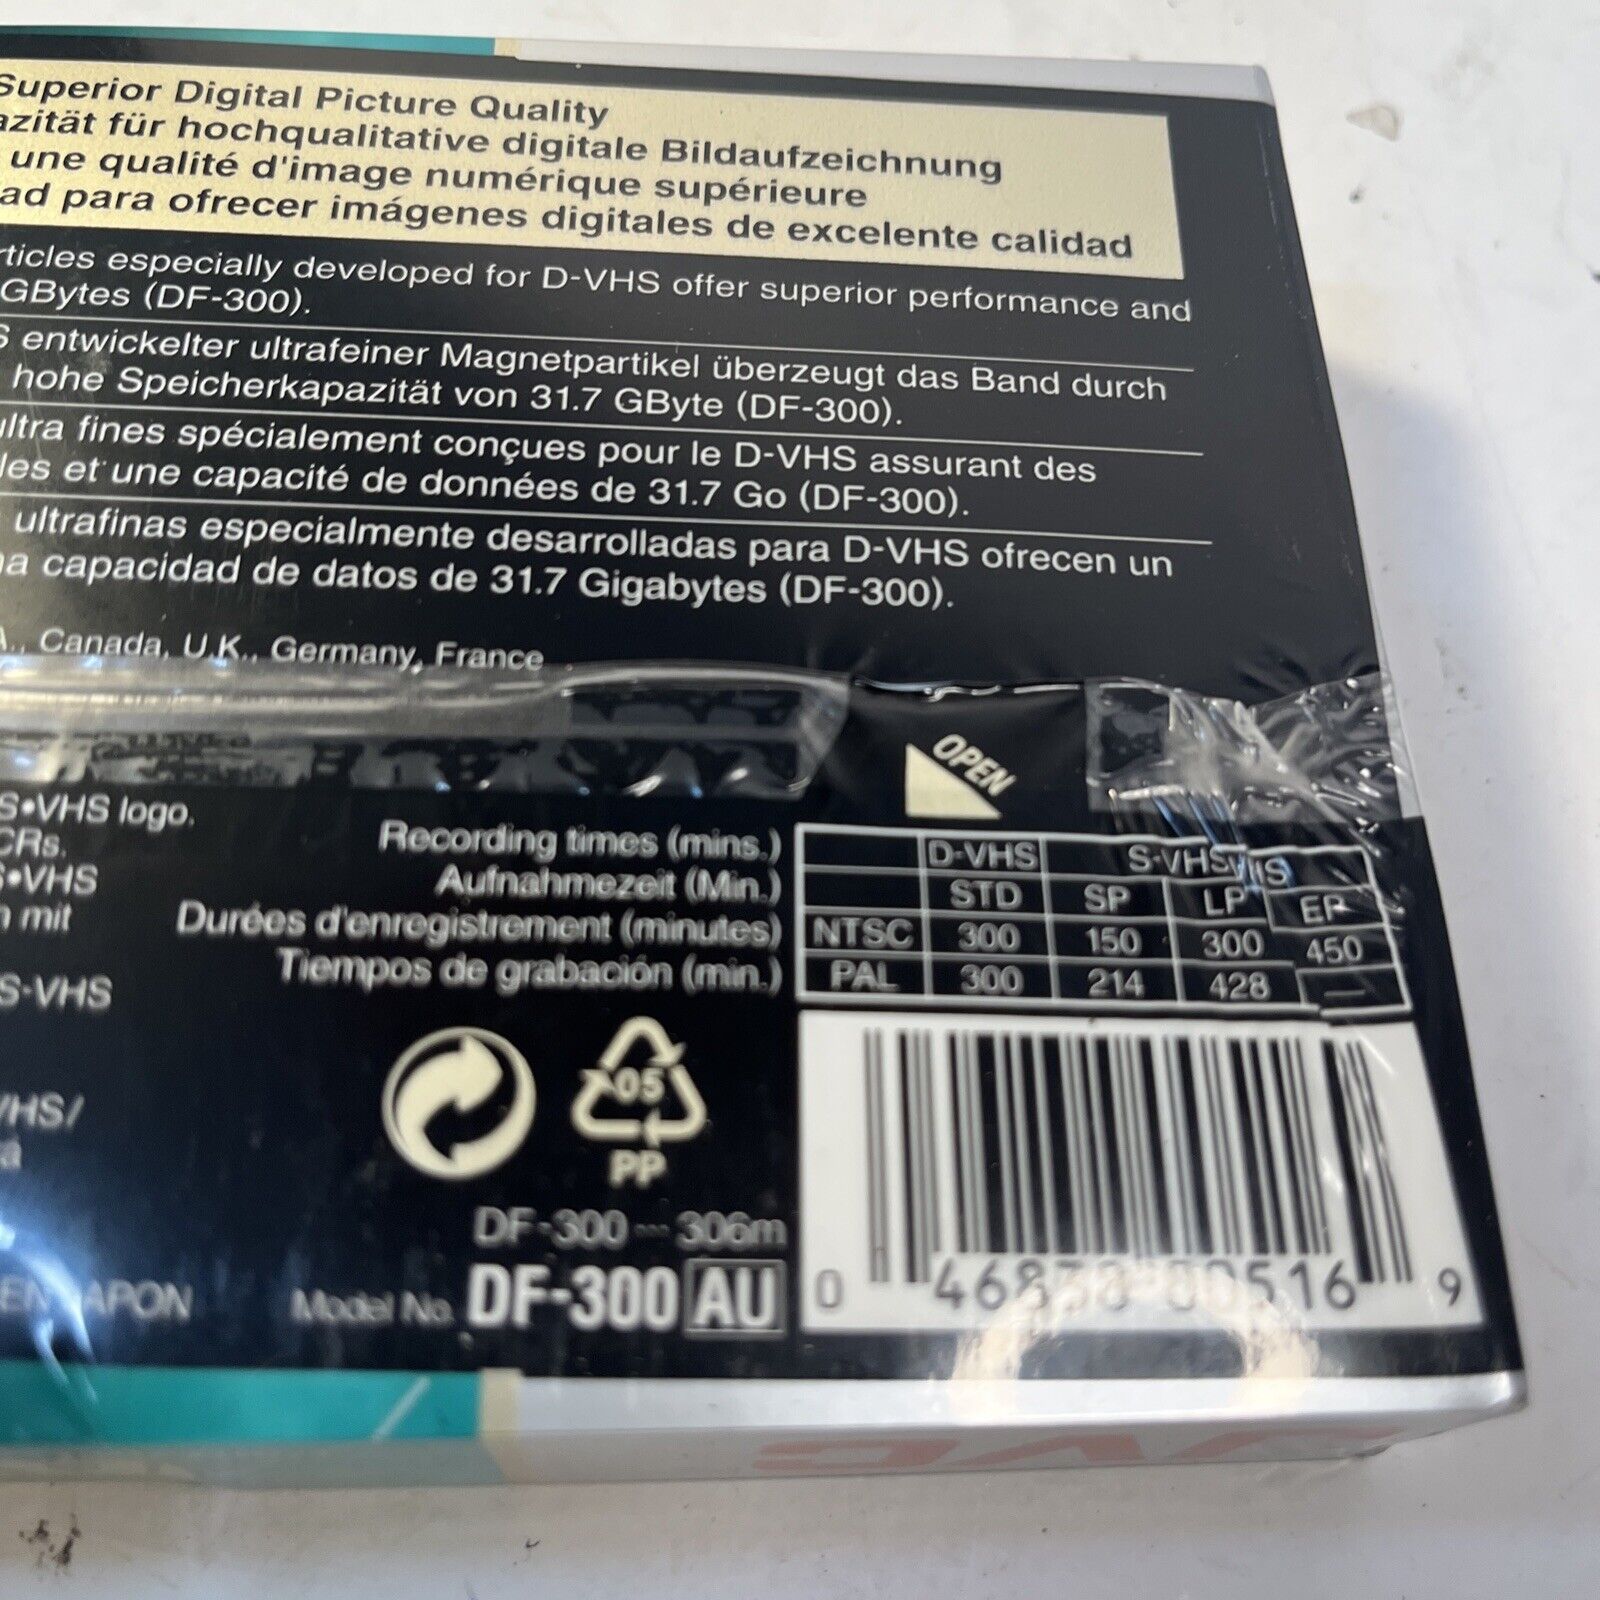 Superior Digital Picture Quality
azität für hochqualitative digitale Bildaufzeichnung
une qualité d'image numérique supérieure
ad para ofrecer imágenes digitales de excelente calidad
rticles especially developed for D-VHS offer superior performance and
GBytes (DF-300).
S entwickelter ultrafeiner Magnetpartikel überzeugt das Band durch
hohe Speicherkapazität von 31.7 GByte (DF-300).
ultra fines spécialement conçues pour le D-VHS assurant des
les et une capacité de données de 31.7 Go (DF-300).
ultrafinas especialmente desarrolladas para D-VHS ofrecen un
na capacidad de datos de 31.7 Gigabytes (DF-300).
A., Canada, U.K., Germany, France
OPEN
S•VHS logo.
CRs.
S•VHS
n mit
S-VHS
VHS/
a
Recording times (mins.)
Aufnahmezeit (Min.)
Durées d'enregistrement (minutes)
Tiempos de grabación (min.)
D-VHS S-VHS/VHS
STD SP LP EP
NTSC 300 150 300 450
PAL 300 214 428 —
05
PP
DF-300 ··· 306m
Model No. DF-300 AU
EN JAPON
0 46838 00516 9
JVC